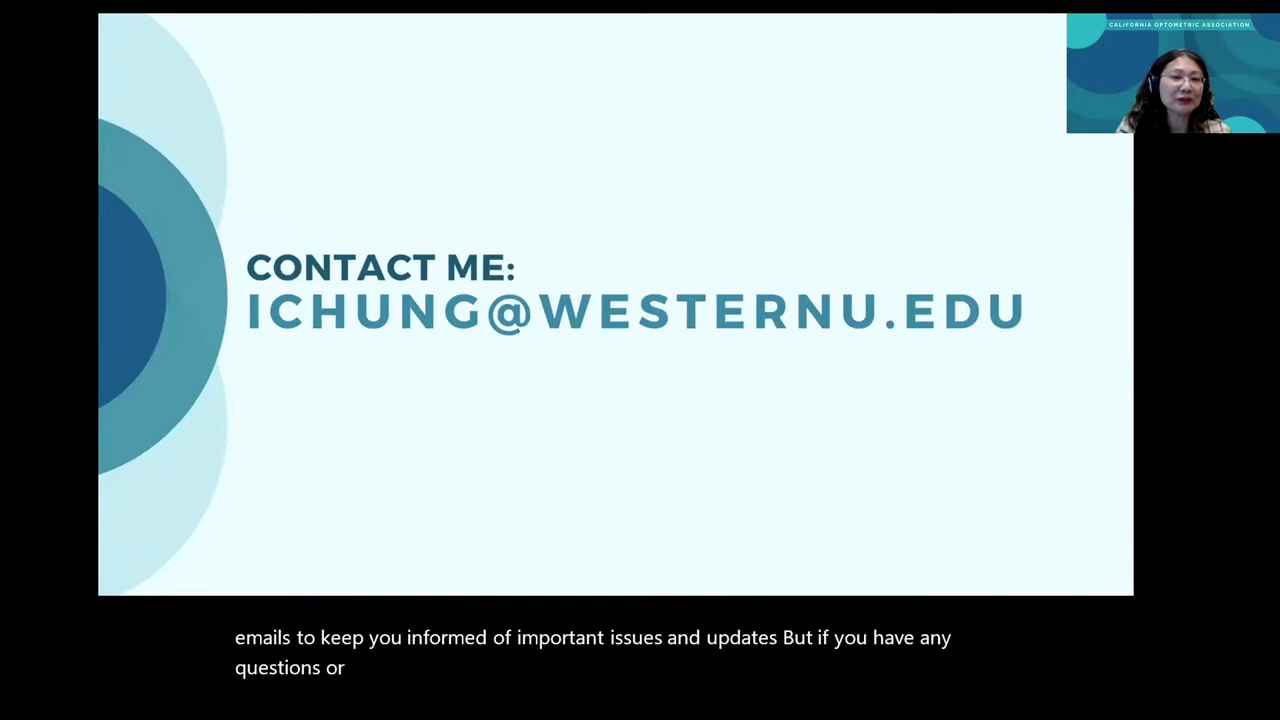 CALIFORNIA OPTOMETRIC ASSOCIATION
CONTACT ME:
ICHUNG@WESTERNU.EDU
emails to keep you informed of important issues and updates But if you have any
questions or